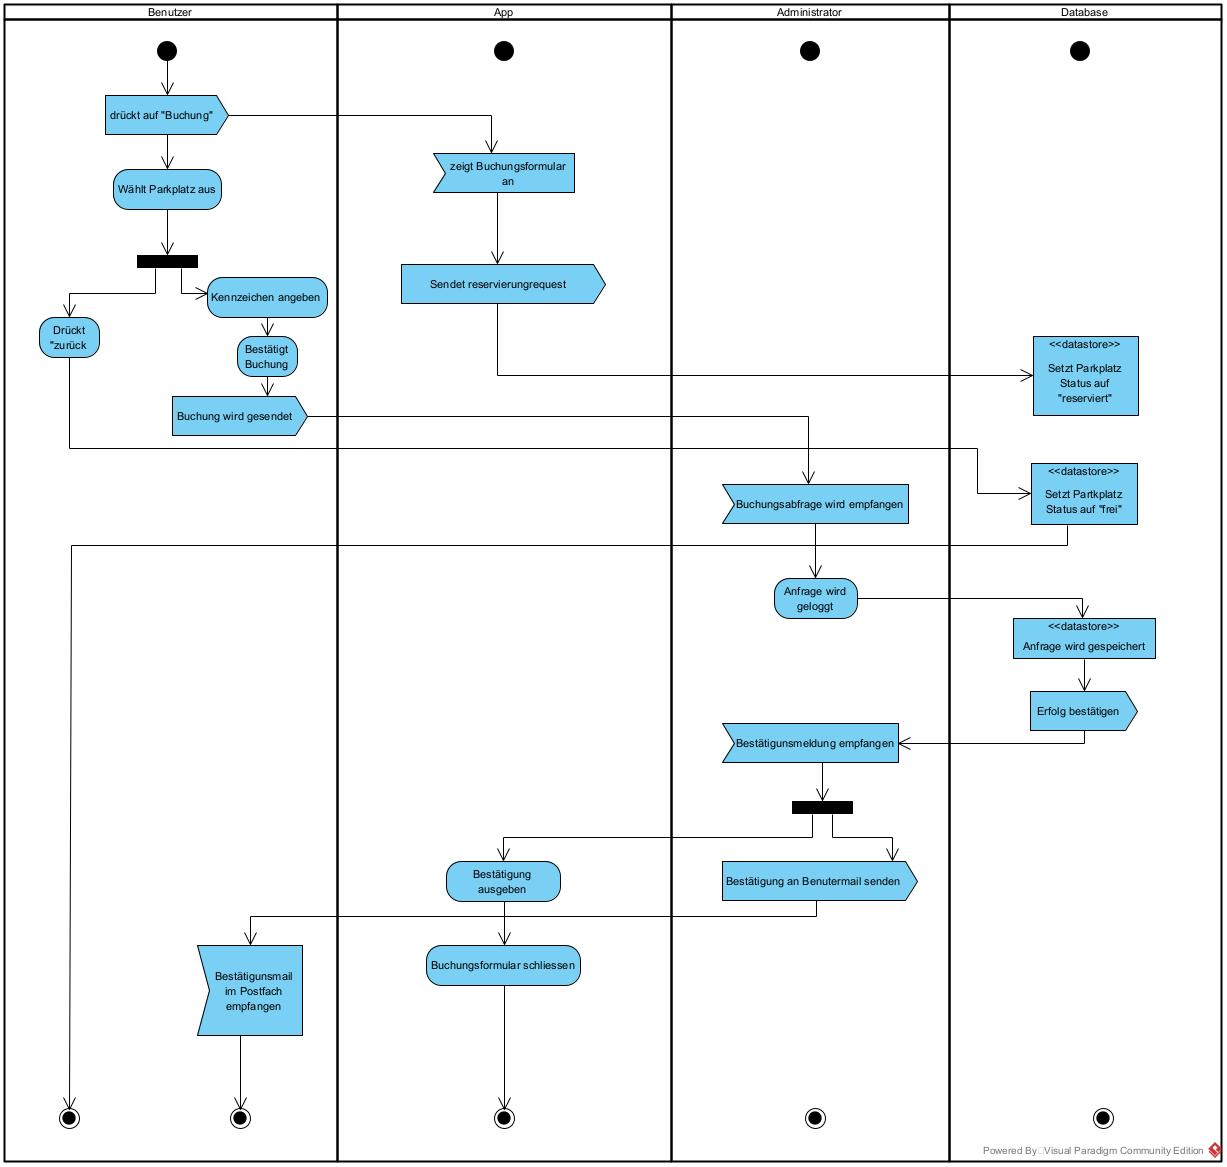 Benutzer
App
Administrator
Database
drückt auf "Buchung"
zeigt Buchungsformular
an
Wählt Parkplatz aus
Sendet reservierungrequest
Kennzeichen angeben
Drückt
"zurück
Bestätigt
Buchung
<<datastore>>
Setzt Parkplatz
Status auf
"reserviert"
Buchung wird gesendet
<<datastore>>
Setzt Partkplatz
Status auf "frei"
Buchungsabfrage wird empfangen
Anfrage wird
geloggt
<<datastore>>
Anfrage wird gespeichert
Erfolg bestätigen
Bestätigunsmeldung empfangen
Bestätigung
ausgeben
Bestätigung an Benutermail senden
Buchungsformular schliessen
Bestätigunsmail
im Postfach
empfangen
Powered By Visual Paradigm Community Edition